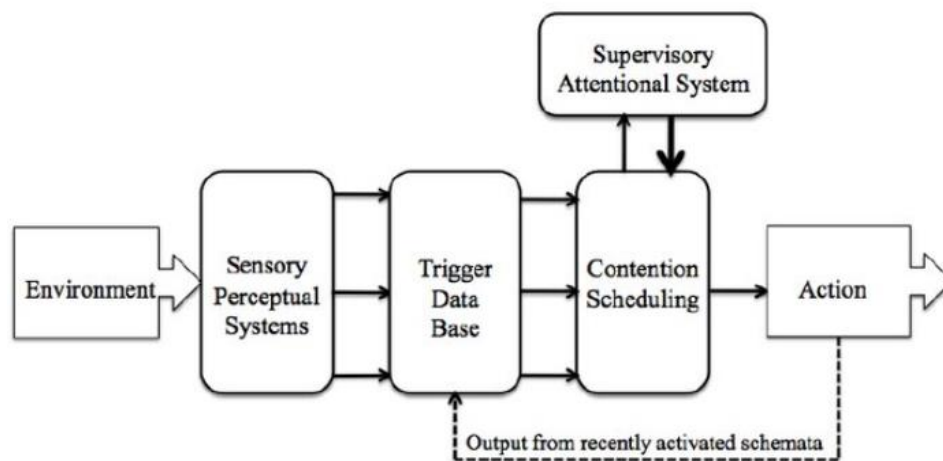 Supervisory
Attentional System
Environment
Sensory
Perceptual
Systems
Trigger
Data
Base
Contention
Scheduling
Action
Output from recently activated schemata